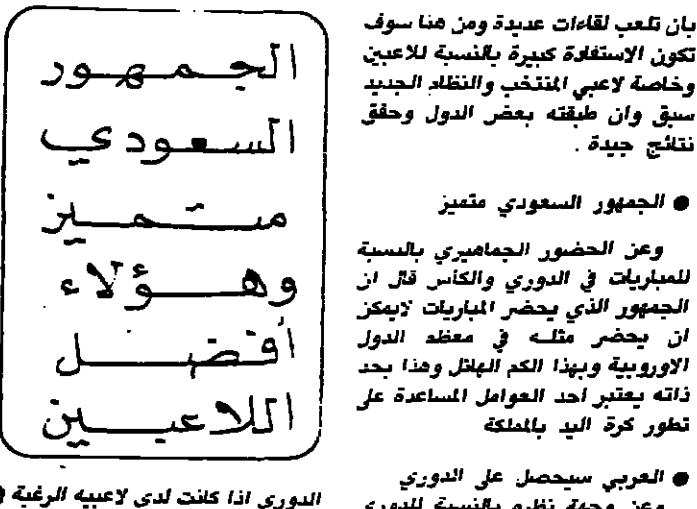 بان تلعب لقاءات عديدة ومن هنا سوف
تكون الاستفادة كبيرة بالنسبة للاعبين
وخاصة لاعبي المنتخب والنظام الجديد
سبق وان طبقته بعض الدول وحقق
نتائج جيدة .
● الجمهور السعودي متميز
وعن الحضور الجماهيري بالنسبة
للمباريات في الدوري والكأس قال ان
الجمهور الذي يحضر المباريات لايمكن
ان يحضر مثله في معظم الدول
الاوروبية وبهذا الكم الهائل وهذا بحد
ذاته يعتبر احد العوامل المساعدة على
تطور كرة اليد بالمملكة
● العربي سيحصل على الدوري
وعن وجهة نظره بالنسبة للدوري
الجمهور
السعودي
متميز
وهؤلاء
أفضل
اللاعبين
الدوري اذا كانت لدى لاعبيه الرغبة